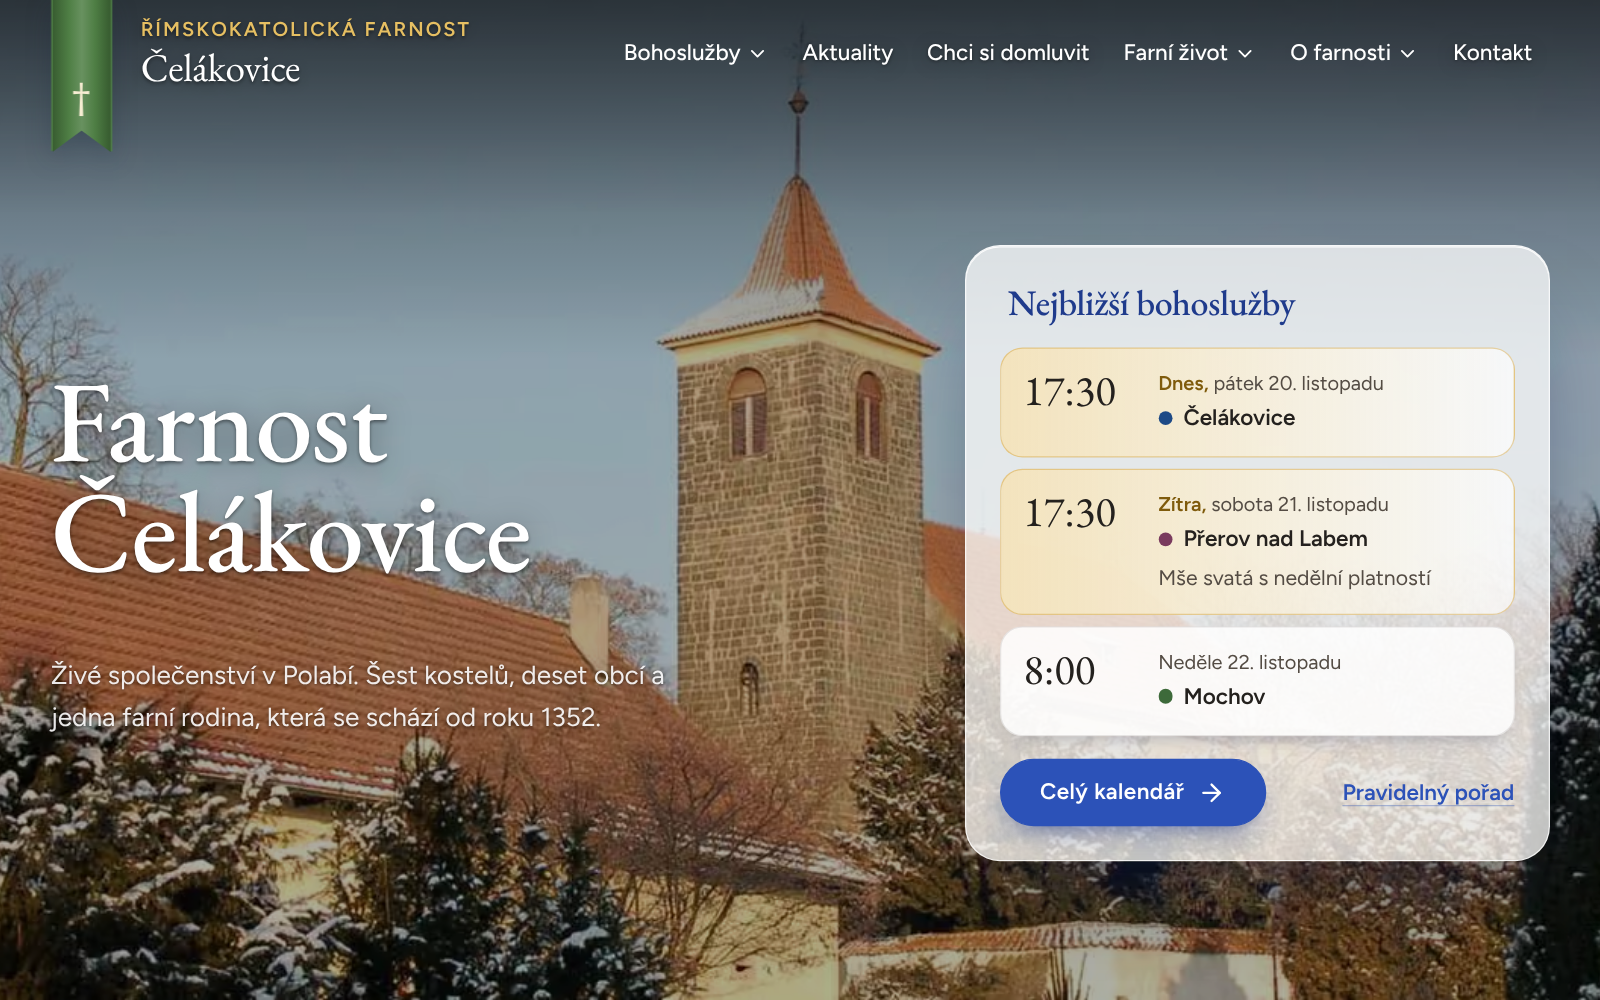 ŘÍMSKOKATOLICKÁ FARNOST
Čelákovice
Bohoslužby
Aktuality
Chci si domluvit
Farní život
O farnosti
Kontakt
Farnost
Čelákovice
Živé společenství v Polabí. Šest kostelů, deset obcí a
jedna farní rodina, která se schází od roku 1352.
Nejbližší bohoslužby
17:30
Dnes, pátek 20. listopadu
Čelákovice
17:30
Zítra, sobota 21. listopadu
Přerov nad Labem
Mše svatá s nedělní platností
8:00
Neděle 22. listopadu
Mochov
Celý kalendář
Pravidelný pořad